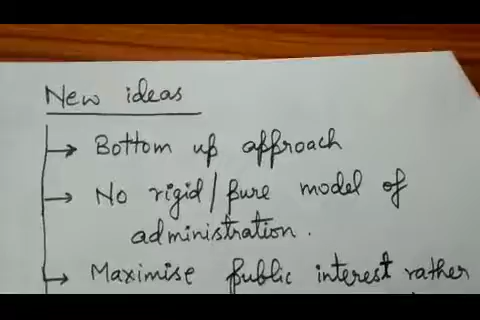 New ideas
→ Bottom up approach
→ No rigid/pure model of
administration.
→ Maximise public interest rather